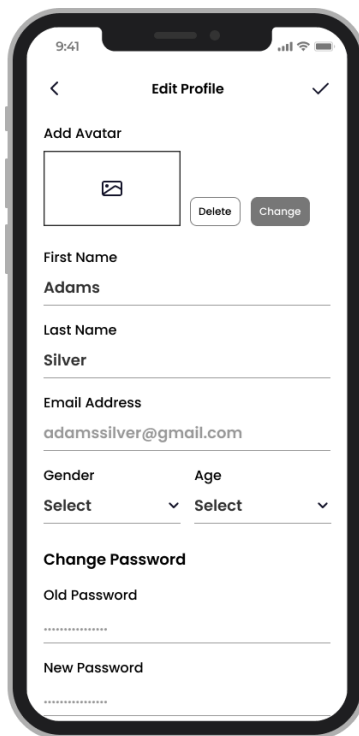 9:41
Edit Profile
Add Avatar
Delete Change
First Name
Adams
Last Name
Silver
Email Address
adamssilver@gmail.com
Gender Age
Select Select
Change Password
Old Password
................
New Password
................